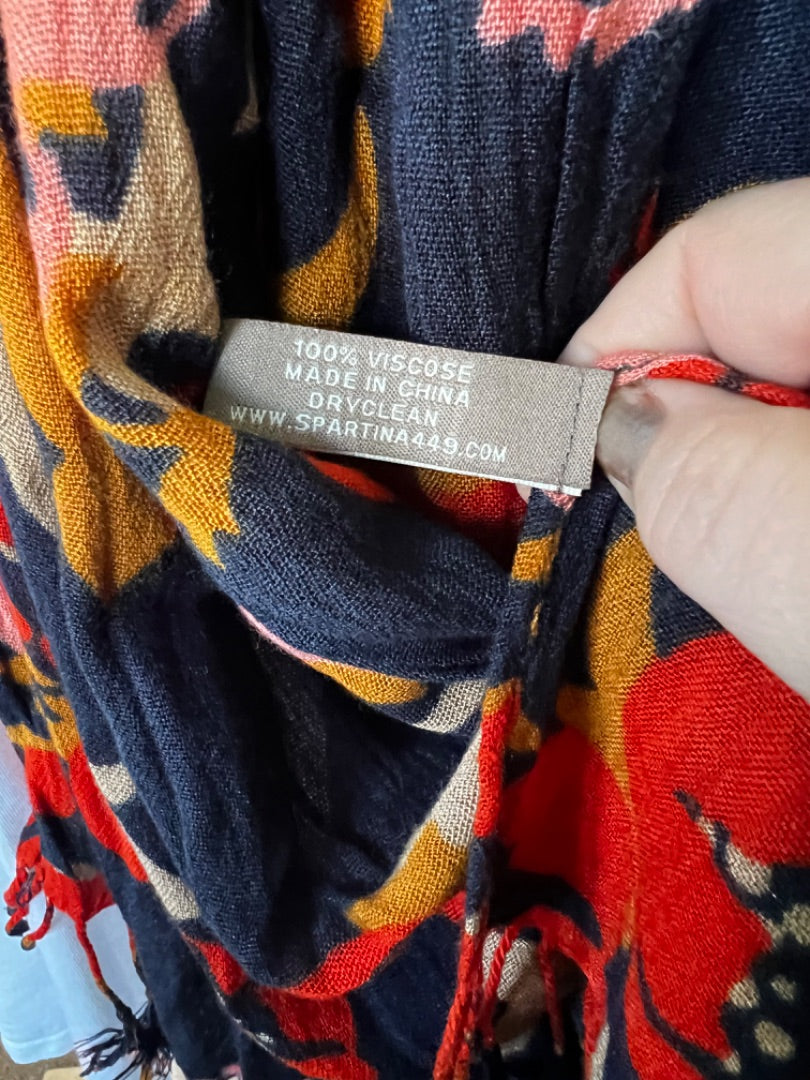 100% VISCOSE
MADE IN CHINA
DRYCLEAN
WWW.SPARTINA449.COM